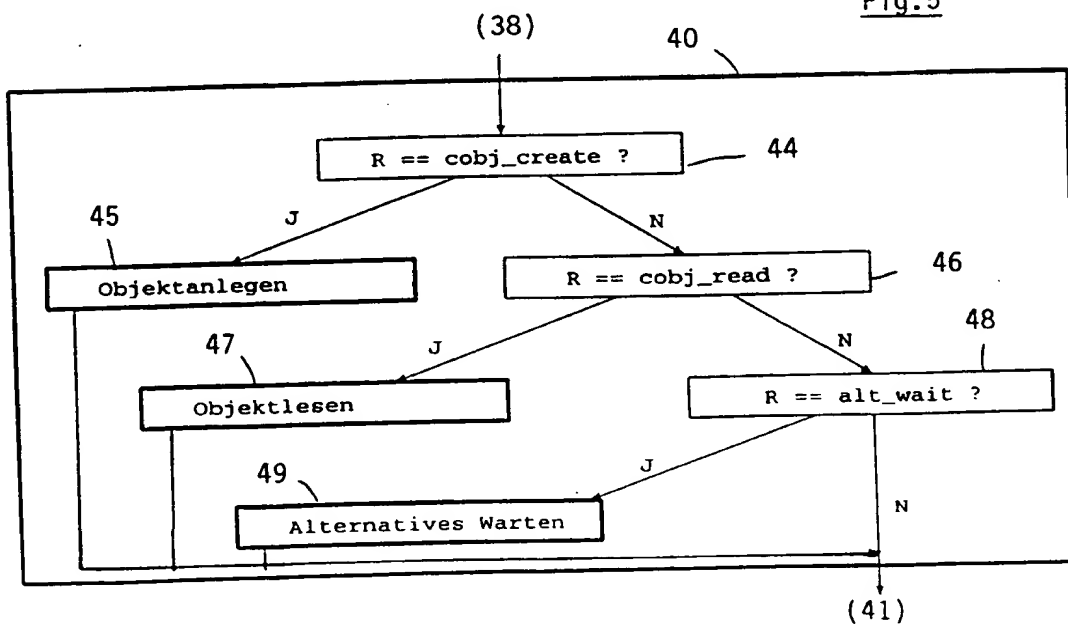 Fig.5
(38)
40
R == cobj_create ?
44
J
N
45
Objektanlegen
R == cobj_read ?
46
J
N
47
48
Objektlesen
R == alt_wait ?
J
N
49
Alternatives Warten
(41)